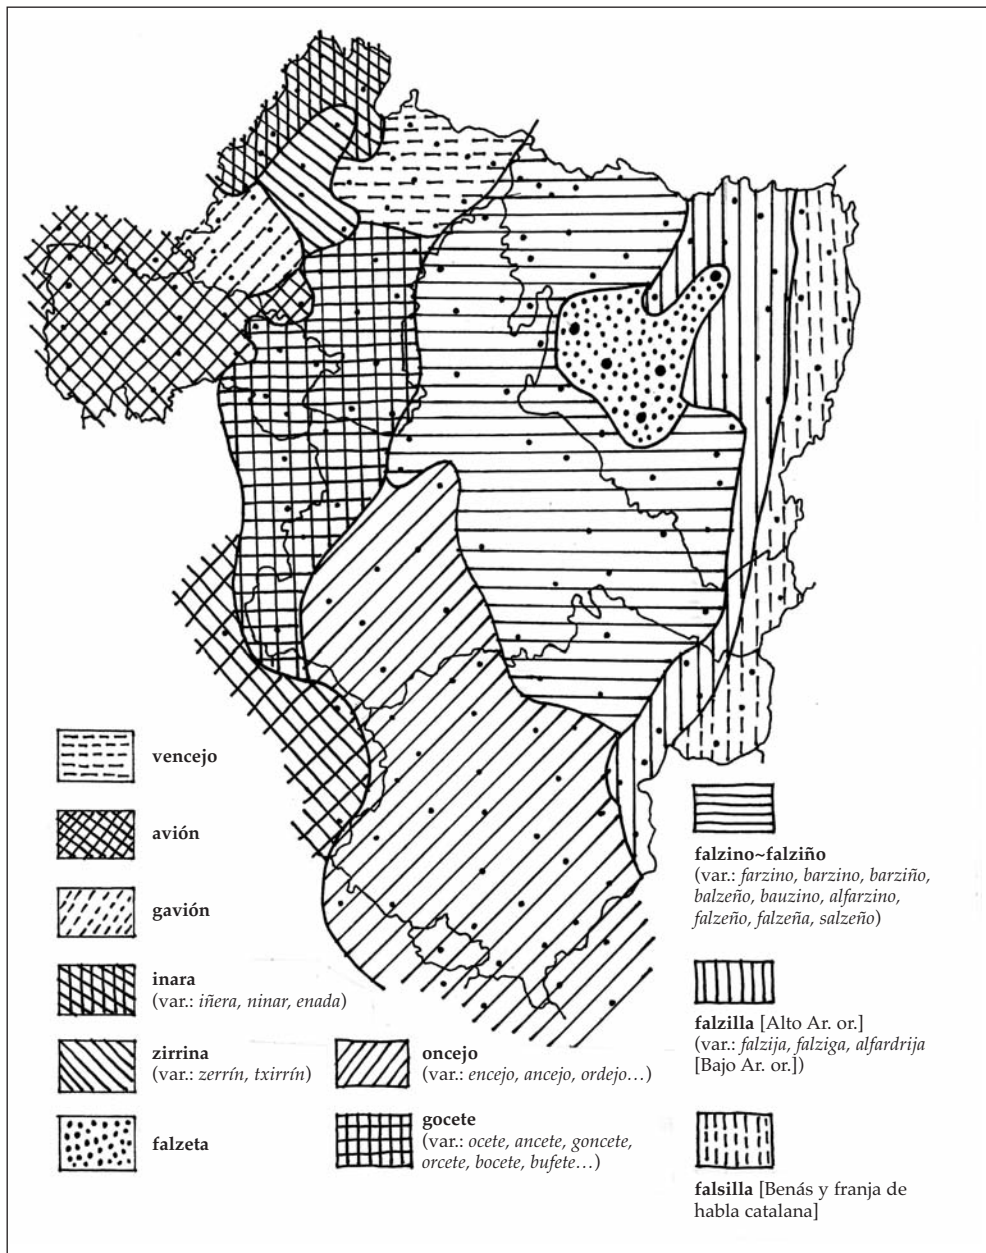 vencejo
avión
gavión
inara
(var.: iñera, ninar, enada)
zirrina
(var.: zerrín, txirrín)
falzeta
oncejo
(var.: encejo, ancejo, ordejo…)
gocete
(var.: ocete, ancete, goncete,
orcete, bocete, bufete…)
falzino~falziño
(var.: farzino, barzino, barziño,
balzeño, bauzino, alfarzino,
falzeño, falzeña, salzeño)
falzilla [Alto Ar. or.]
(var.: falzija, falziga, alfardrija
[Bajo Ar. or.])
falsilla [Benás y franja de
habla catalana]